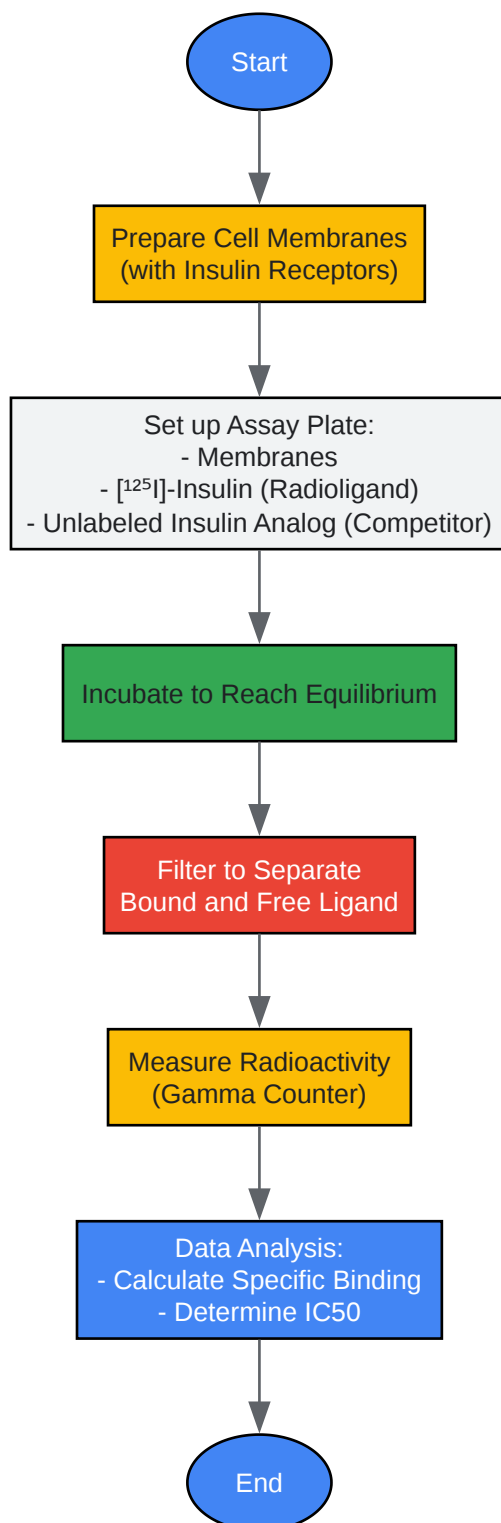 Start
Prepare Cell Membranes
(with Insulin Receptors)
Set up Assay Plate:
- Membranes
- [¹²⁵I]-Insulin (Radioligand)
- Unlabeled Insulin Analog (Competitor)
Incubate to Reach Equilibrium
Filter to Separate
Bound and Free Ligand
Measure Radioactivity
(Gamma Counter)
Data Analysis:
- Calculate Specific Binding
- Determine IC50
End